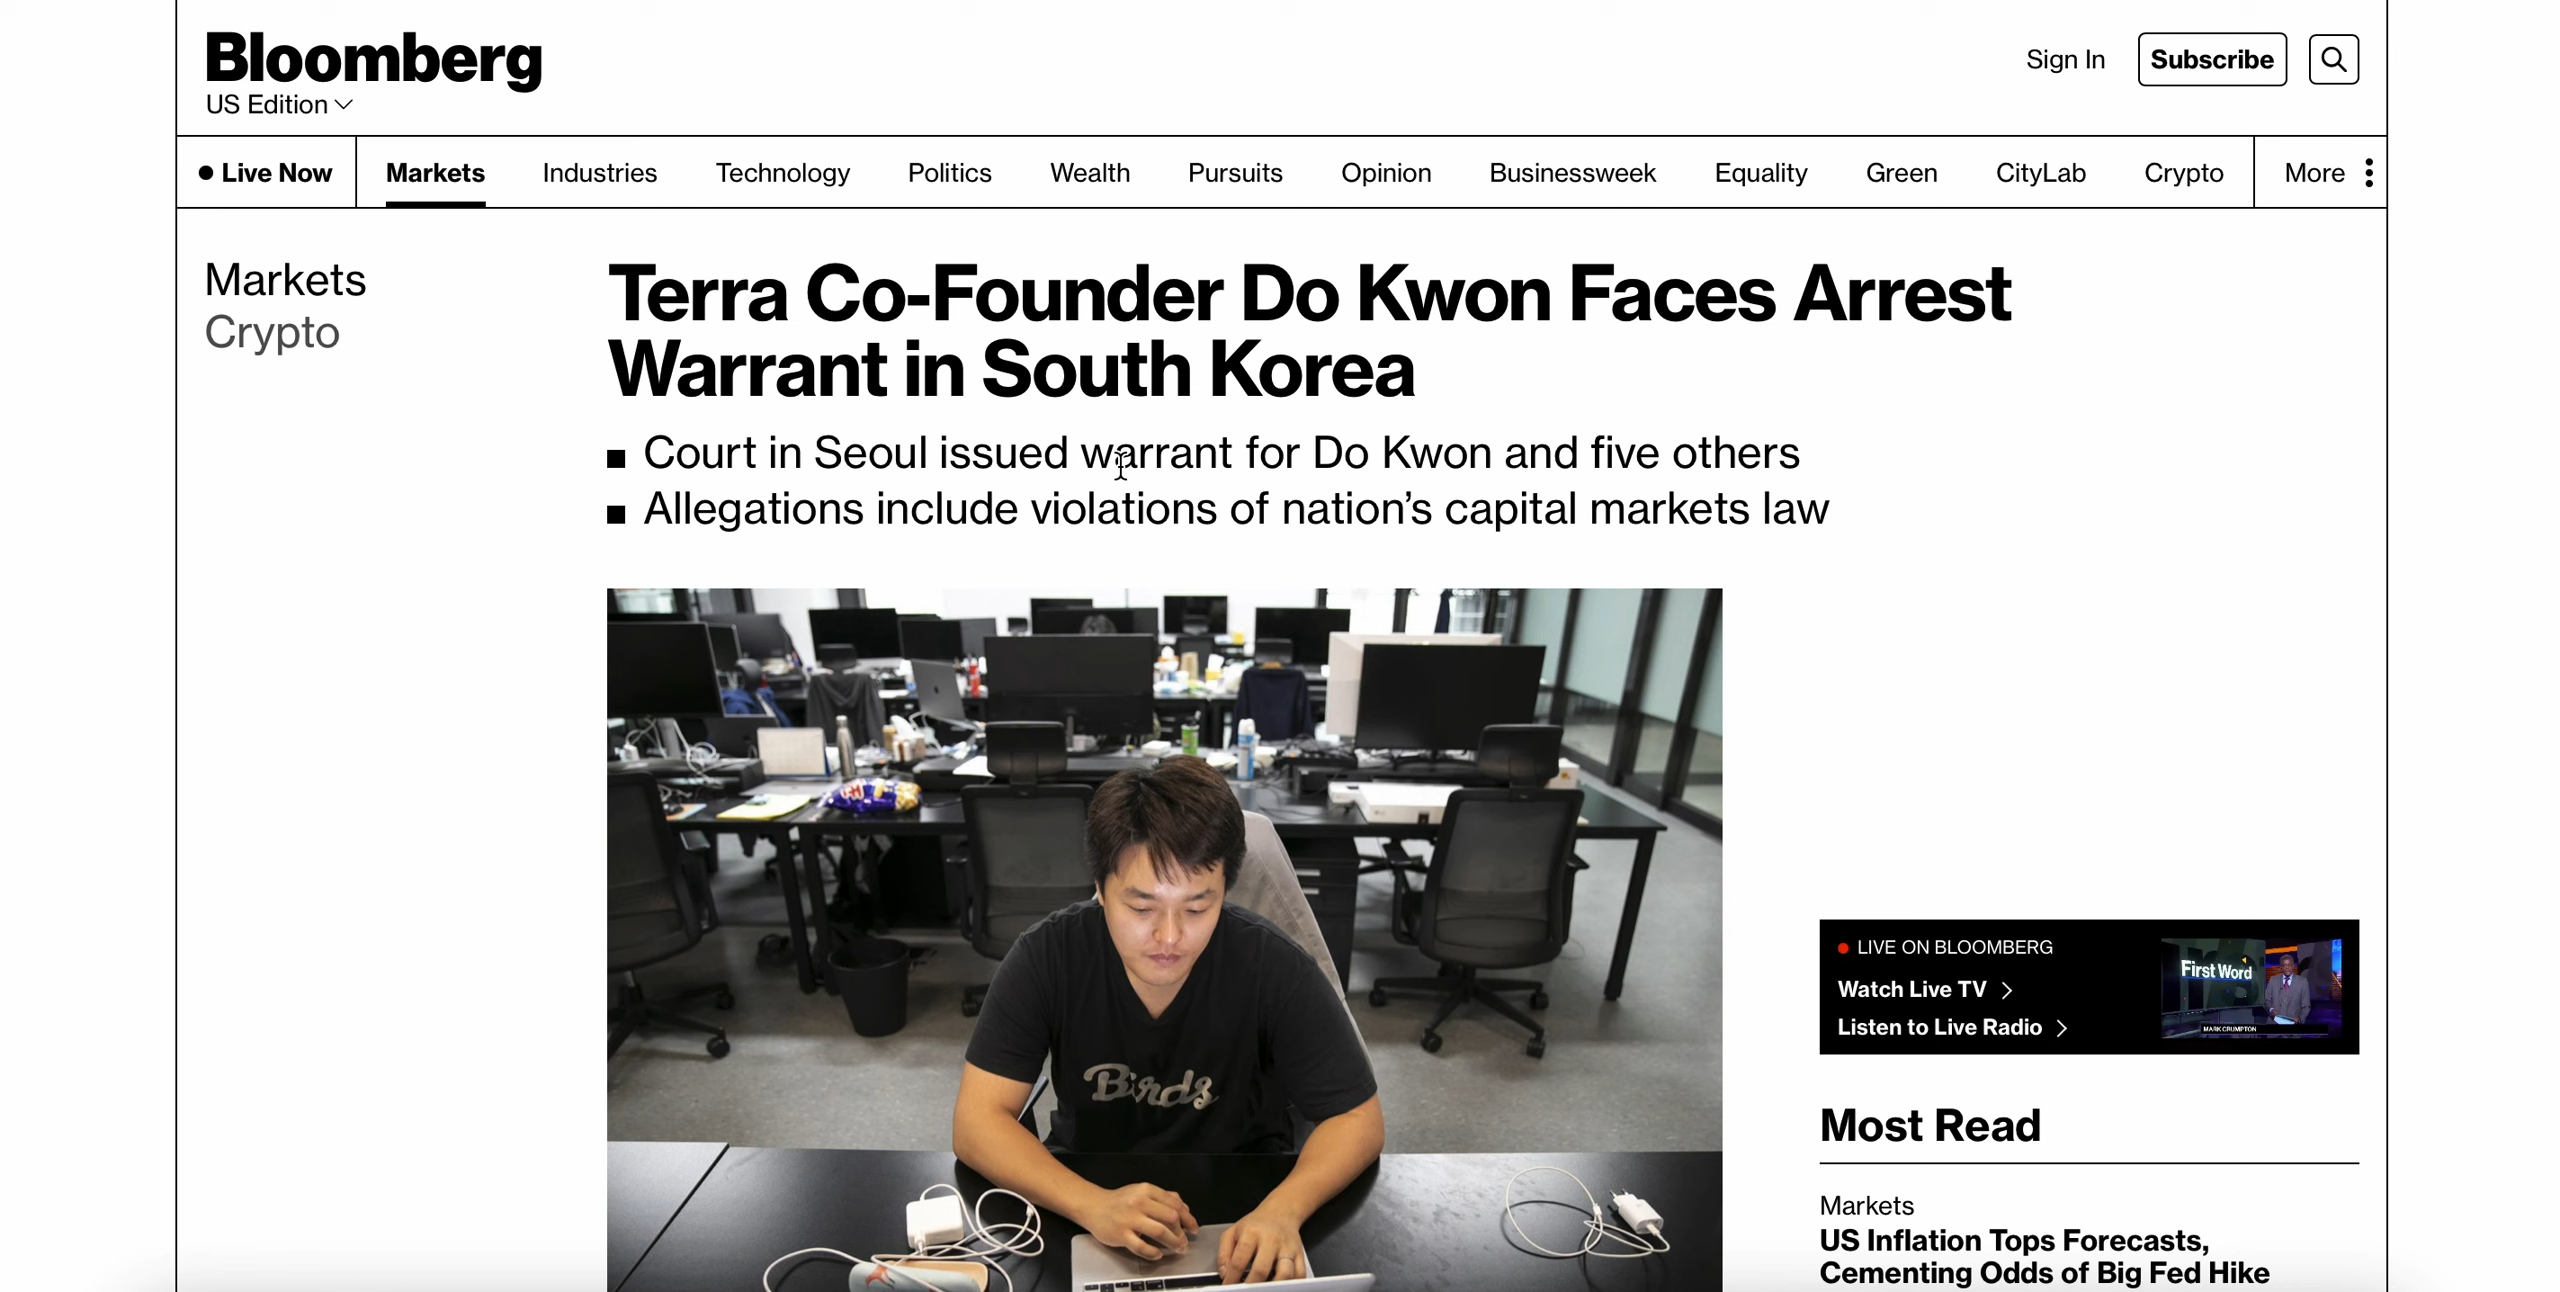 Bloomberg
US Edition
Sign In
Subscribe
Live Now
Markets
Industries
Technology
Politics
Wealth
Pursuits
Opinion
Businessweek
Equality
Green
CityLab
Crypto
More
Markets
Crypto
Terra Co-Founder Do Kwon Faces Arrest
Warrant in South Korea
Court in Seoul issued warrant for Do Kwon and five others
Allegations include violations of nation’s capital markets law
Birds
LIVE ON BLOOMBERG
Watch Live TV
Listen to Live Radio
First Word
MARK CRUMPTON
Most Read
Markets
US Inflation Tops Forecasts,
Cementing Odds of Big Fed Hike